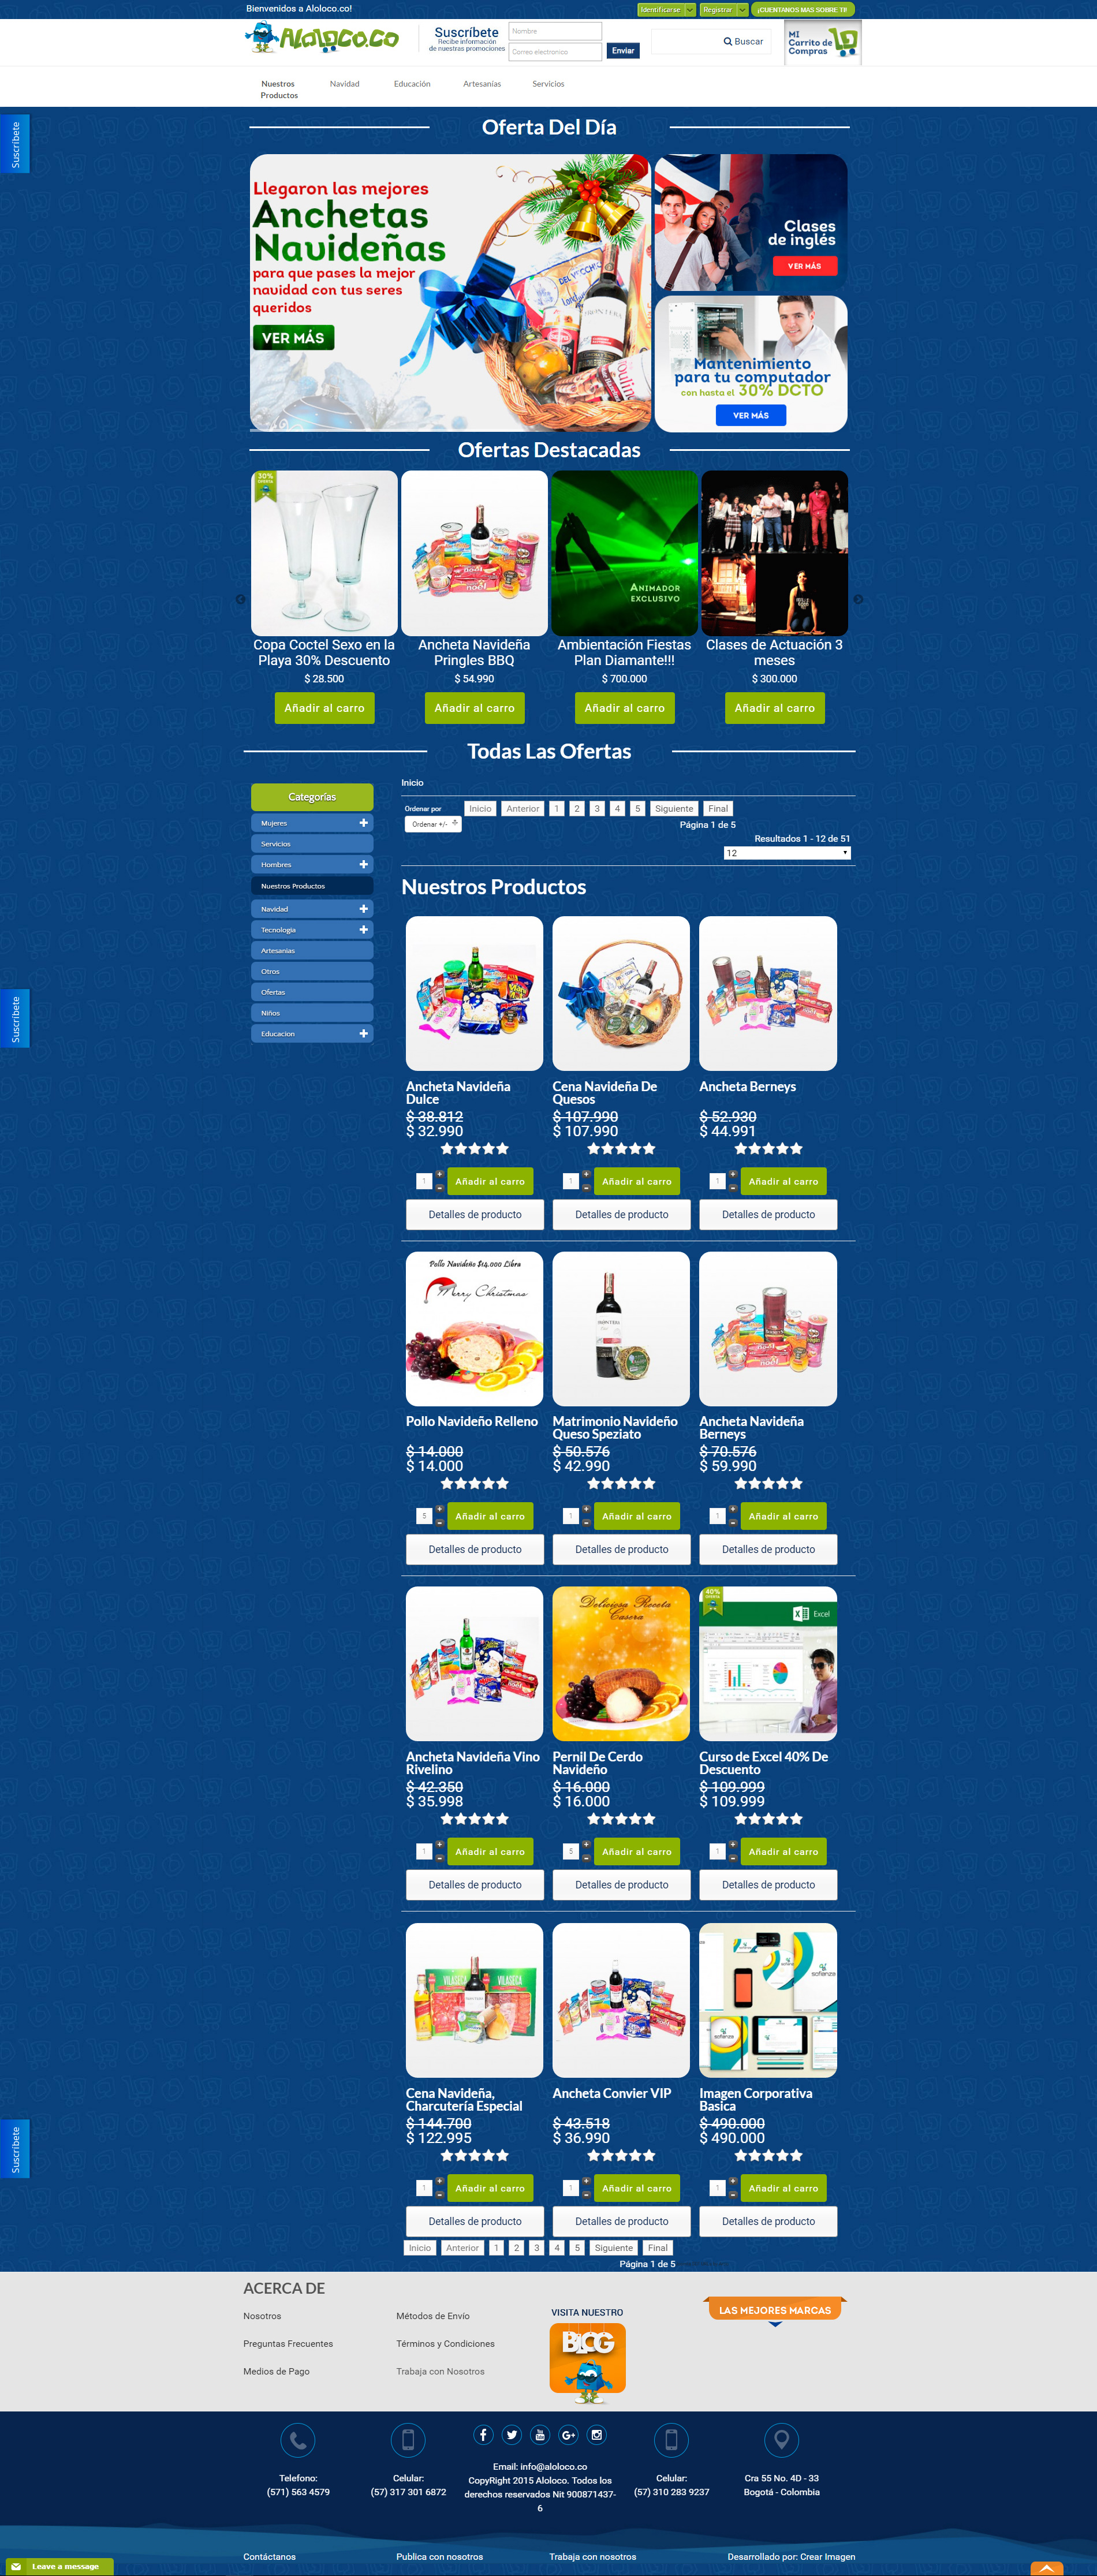 Bienvenidos a Aloloco.co!
Identificarse
Registrar
¡CUENTANOS MAS SOBRE TI!
Aloloco.co
Suscríbete
Recibe información
de nuestras promociones
Nombre
Correo electronico
Enviar
Buscar
MI
Carrito de
Compras
Nuestros
Productos
Navidad
Educación
Artesanías
Servicios
Suscríbete
Oferta Del Día
Llegaron las mejores
Anchetas
Navideñas
para que pases la mejor
navidad con tus seres
queridos
VER MÁS
Clases
de inglés
VER MÁS
Mantenimiento
para tu computador
con hasta el 30% DCTO
VER MÁS
Ofertas Destacadas
30%
OFERTA
ANIMADOR
EXCLUSIVO
Copa Coctel Sexo en la
Playa 30% Descuento
$ 28.500
Añadir al carro
Ancheta Navideña
Pringles BBQ
$ 54.990
Añadir al carro
Ambientación Fiestas
Plan Diamante!!!
$ 700.000
Añadir al carro
Clases de Actuación 3
meses
$ 300.000
Añadir al carro
Todas Las Ofertas
Categorías
Mujeres
Servicios
Hombres
Nuestros Productos
Navidad
Tecnologia
Artesanias
Otros
Ofertas
Niños
Educacion
Suscríbete
Inicio
Ordenar por
Ordenar +/-
Inicio Anterior 1 2 3 4 5 Siguiente Final
Página 1 de 5
Resultados 1 - 12 de 51
12
Nuestros Productos
Ancheta Navideña
Dulce
$ 38.812
$ 32.990
1
Añadir al carro
Detalles de producto
Cena Navideña De
Quesos
$ 107.990
$ 107.990
1
Añadir al carro
Detalles de producto
Ancheta Berneys
$ 52.930
$ 44.991
1
Añadir al carro
Detalles de producto
Pollo Navideño $14.000 Libra
Merry Christmas
Pollo Navideño Relleno
$ 14.000
$ 14.000
5
Añadir al carro
Detalles de producto
Matrimonio Navideño
Queso Speziato
$ 50.576
$ 42.990
1
Añadir al carro
Detalles de producto
Ancheta Navideña
Berneys
$ 70.576
$ 59.990
1
Añadir al carro
Detalles de producto
Ancheta Navideña Vino
Rivelino
$ 42.350
$ 35.998
1
Añadir al carro
Detalles de producto
Deliciosa Receta
Casera
Pernil De Cerdo
Navideño
$ 16.000
$ 16.000
5
Añadir al carro
Detalles de producto
40%
OFERTA
Excel
Curso de Excel 40% De
Descuento
$ 109.999
$ 109.999
1
Añadir al carro
Detalles de producto
VILASECA
VILASECA
Cena Navideña,
Charcutería Especial
$ 144.700
$ 122.995
1
Añadir al carro
Detalles de producto
Ancheta Convier VIP
$ 43.518
$ 36.990
1
Añadir al carro
Detalles de producto
Imagen Corporativa
Basica
$ 490.000
$ 490.000
1
Añadir al carro
Detalles de producto
Suscríbete
Inicio Anterior 1 2 3 4 5 Siguiente Final
Página 1 de 5
ACERCA DE
Nosotros
Preguntas Frecuentes
Medios de Pago
Métodos de Envío
Términos y Condiciones
Trabaja con Nosotros
VISITA NUESTRO
BLOG
LAS MEJORES MARCAS
Telefono:
(571) 563 4579
Celular:
(57) 317 301 6872
Email: info@aloloco.co
CopyRight 2015 Aloloco. Todos los
derechos reservados Nit 900871437-
6
Celular:
(57) 310 283 9237
Cra 55 No. 4D - 33
Bogotá - Colombia
Contáctanos
Publica con nosotros
Trabaja con nosotros
Desarrollado por: Crear Imagen
Leave a message